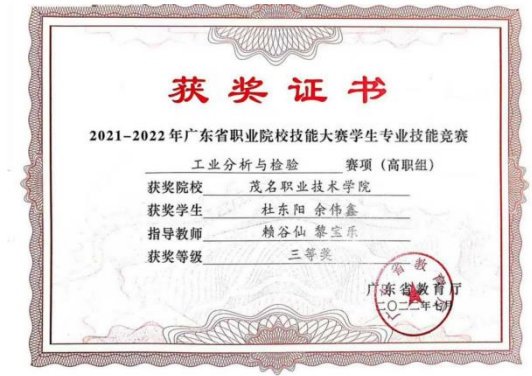 获奖证书
2021-2022年广东省职业院校技能大赛学生专业技能竞赛
工业分析与检验 赛项（高职组）
获奖院校 茂名职业技术学院
获奖学生 杜东阳 余伟鑫
指导教师 赖谷仙 黎宝乐
获奖等级 三等奖
广东省教育厅
二〇二二年七月